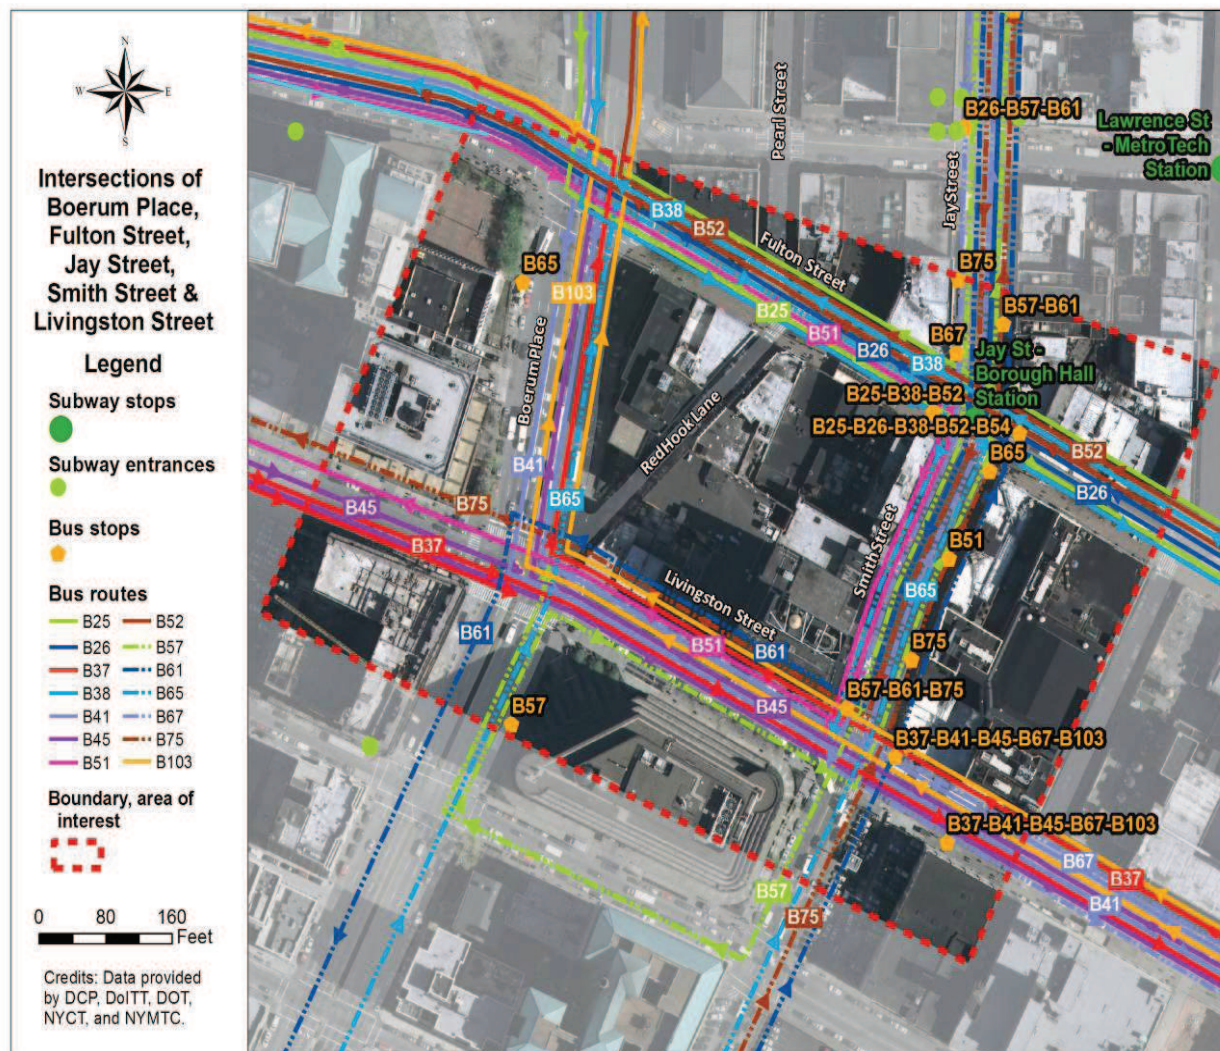 N
W
E
S
Intersections of
Boerum Place,
Fulton Street,
Jay Street,
Smith Street &
Livingston Street
Legend
Subway stops
Subway entrances
Bus stops
Bus routes
B25
B52
B26
B57
B37
B61
B38
B65
B41
B67
B45
B75
B51
B103
Boundary, area of
interest
0 80 160
Feet
Credits: Data provided
by DCP, DoITT, DOT,
NYCT, and NYMTC.
Pearl Street
B26-B57-B61
Lawrence St
- MetroTech
Station
Jay Street
B38
B52
Fulton Street
B65
B103
B75
B25
B51
B26
B38
B57-B61
B67
Jay St -
Borough Hall
Station
Boerum Place
Red Hook Lane
B25-B38-B52
B25-B26-B38-B52-B54
B65
B52
B26
B41
B65
B75
B45
B37
B51
Smith Street
B65
B75
Livingston Street
B61
B51
B61
B45
B57
B57-B61-B75
B37-B41-B45-B67-B103
B37-B41-B45-B67-B103
B67
B37
B41
B57
B75